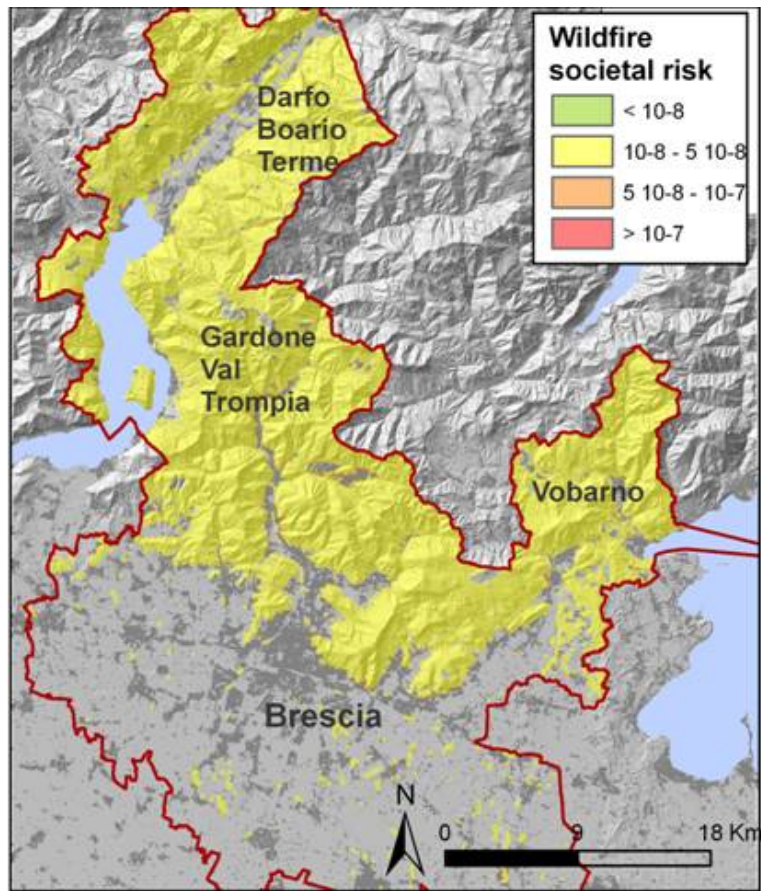 Wildfire
societal risk
< 10-8
10-8 - 5 10-8
5 10-8 - 10-7
> 10-7
Darfo
Boario
Terme
Gardone
Val
Trompia
Vobarno
Brescia
N
0 9 18 Km